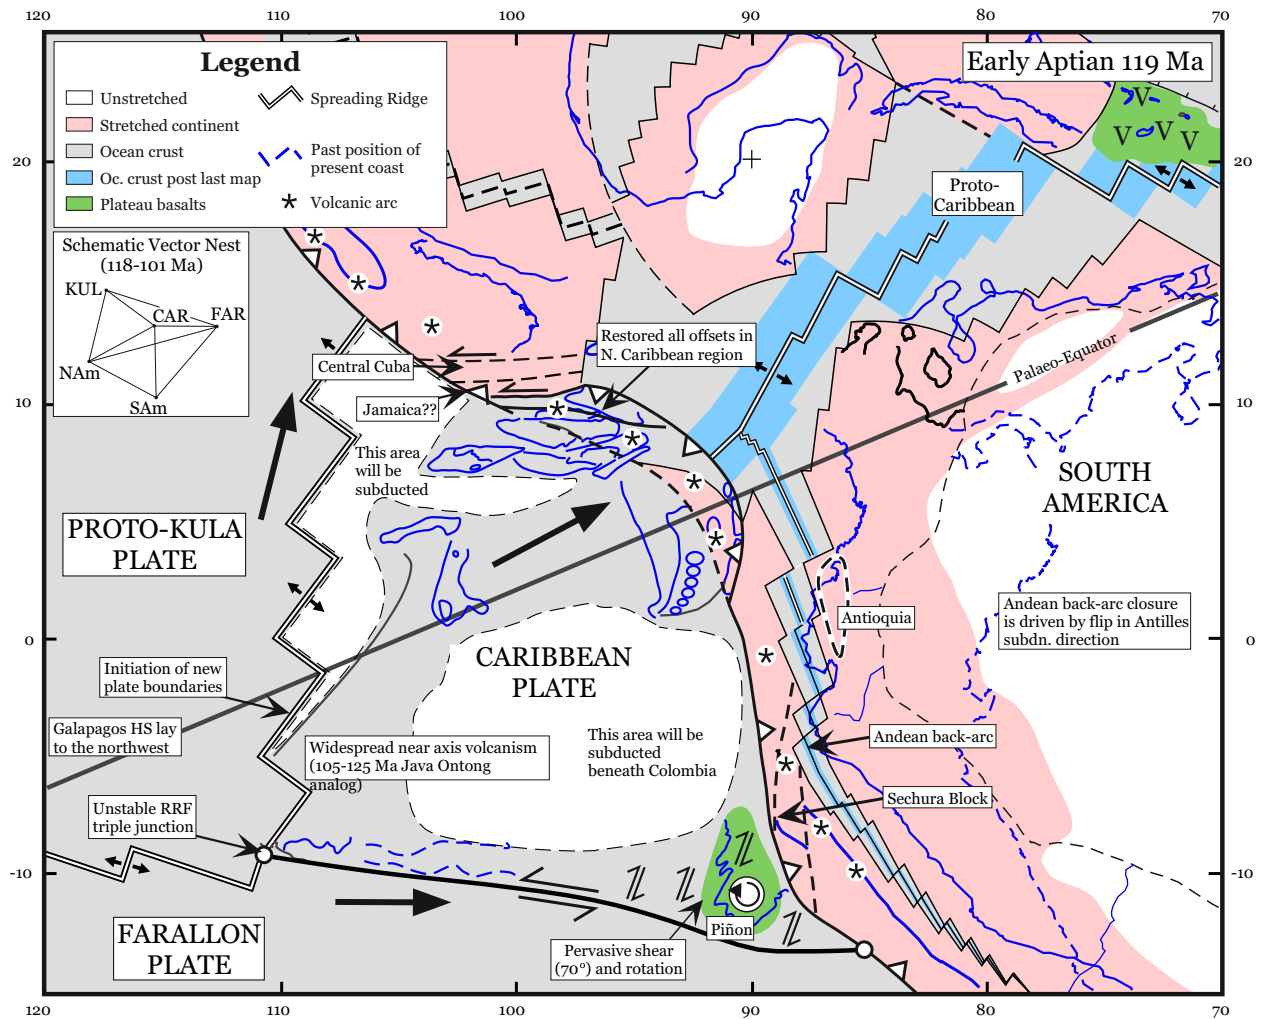 120
110
100
90
80
70
Legend
Unstretched
Stretched continent
Ocean crust
Oc. crust post last map
Plateau basalts
Spreading Ridge
Past position of
present coast
Volcanic arc
Early Aptian 119 Ma
V
V
V
V
20
20
Schematic Vector Nest
(118-101 Ma)
KUL
CAR
FAR
NAm
SAm
Proto-
Caribbean
Restored all offsets in
N. Caribbean region
Central Cuba
Jamaica??
Palaeo-Equator
10
10
This area
will be
subducted
SOUTH
AMERICA
PROTO-KULA
PLATE
Andean back-arc closure
is driven by flip in Antilles
subdn. direction
Antioquia
0
0
CARIBBEAN
PLATE
Initiation of new
plate boundaries
Galapagos HS lay
to the northwest
Widespread near axis volcanism
(105-125 Ma Java Ontong
analog)
This area will be
subducted
beneath Colombia
Andean back-arc
Sechura Block
Unstable RRF
triple junction
-10
-10
Piñon
FARALLON
PLATE
Pervasive shear
(70°) and rotation
120
110
100
90
80
70